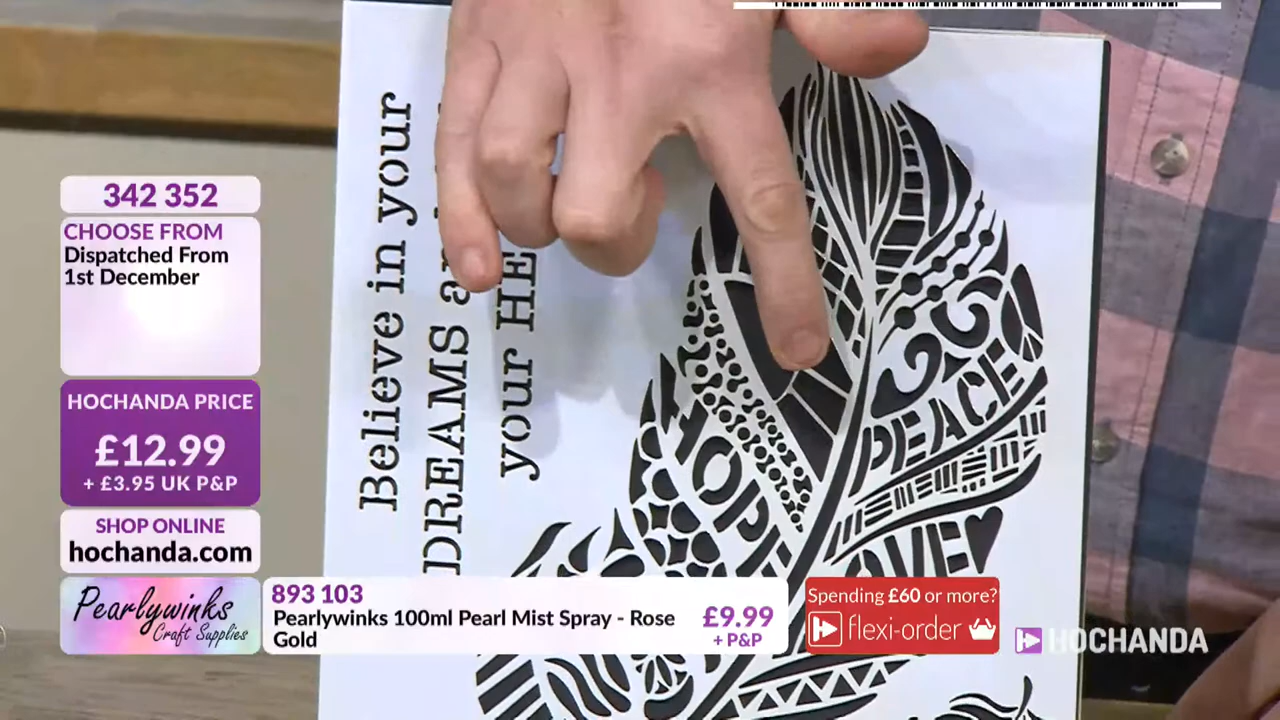 342 352
CHOOSE FROM
Dispatched From
1st December
HOCHANDA PRICE
£12.99
+ £3.95 UK P&P
SHOP ONLINE
hochanda.com
Pearlywinks
Craft Supplies
893 103
Pearlywinks 100ml Pearl Mist Spray - Rose
Gold
£9.99
+ P&P
Spending £60 or more?
flexi-order
HOCHANDA
Believe in your
DREAMS
your HE
HOPE
PEACE